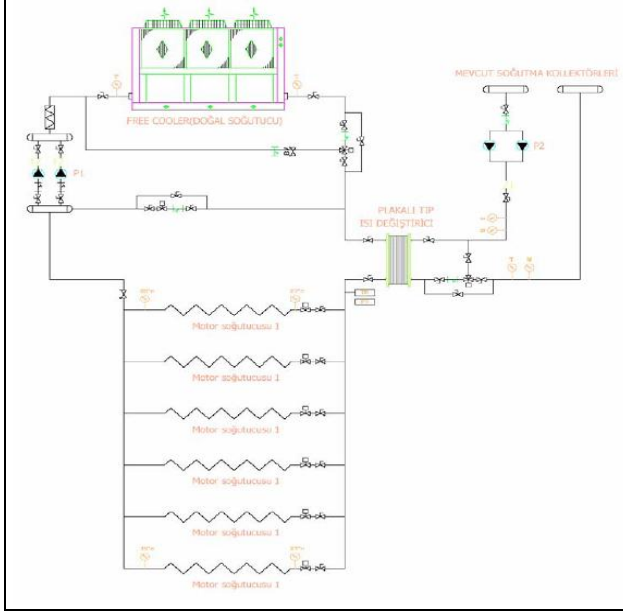 MEVCUT SOĞUTMA KOLLEKTÖRLERİ
FREE COOLER(DOĞAL SOĞUTUCU)
P1
P2
PLAKALI TİP
ISI DEĞİŞTİRİCİ
Motor soğutucusu 1
Motor soğutucusu 1
Motor soğutucusu 1
Motor soğutucusu 1
Motor soğutucusu 1
Motor soğutucusu 1